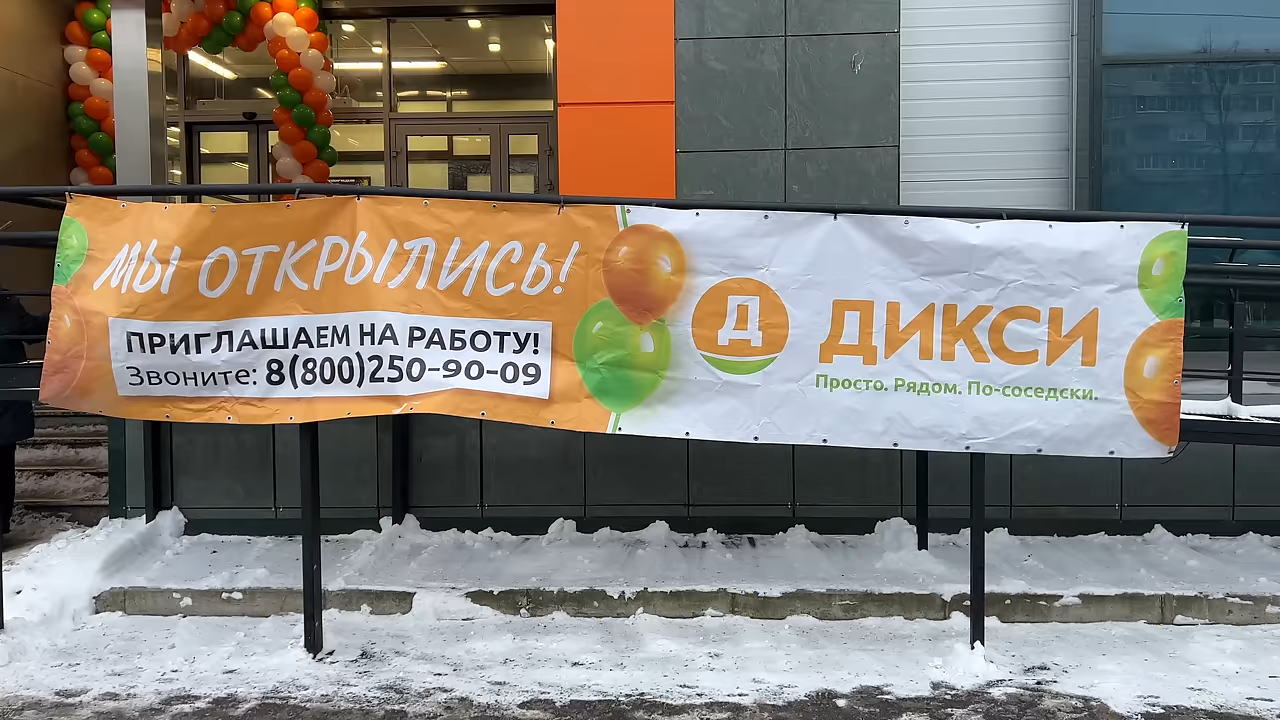 МЫ ОТКРЫЛИСЬ!
ПРИГЛАШАЕМ НА РАБОТУ!
Звоните: 8(800)250-90-09
Д ДИКСИ
Просто. Рядом. По-соседски.